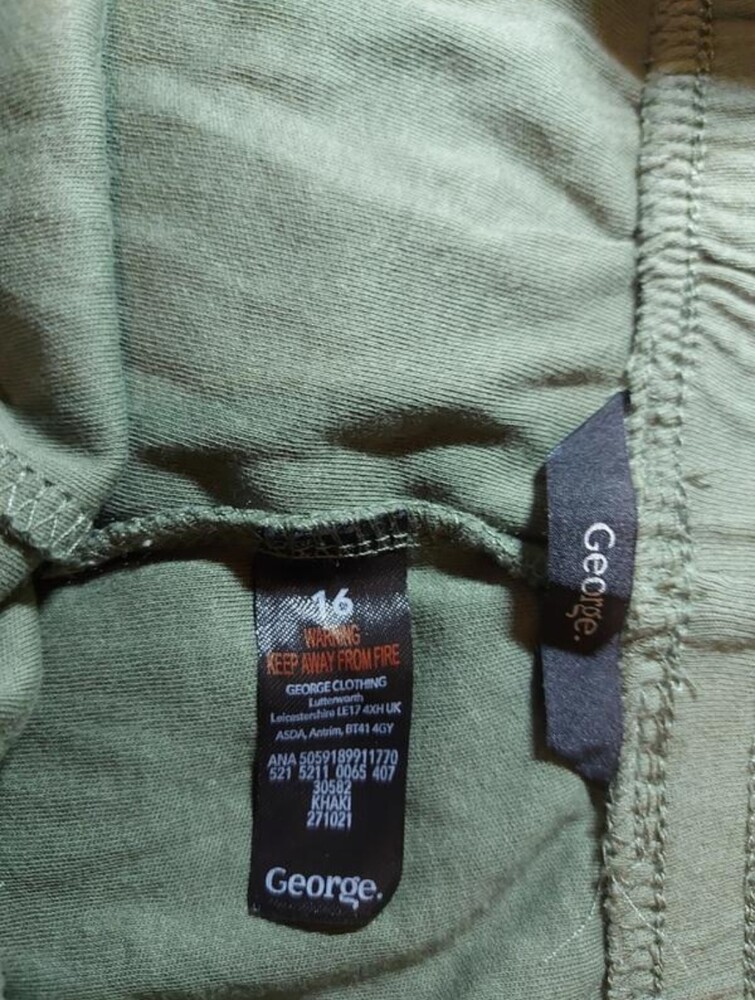 16
WARNING
KEEP AWAY FROM FIRE
GEORGE CLOTHING
Lutterworth
Leicestershire LE17 4XH UK
ASDA, Antrim, BT41 4GY
ANA 5059189911770
521 5211 0065 407
30582
KHAKI
271021
George.
George.